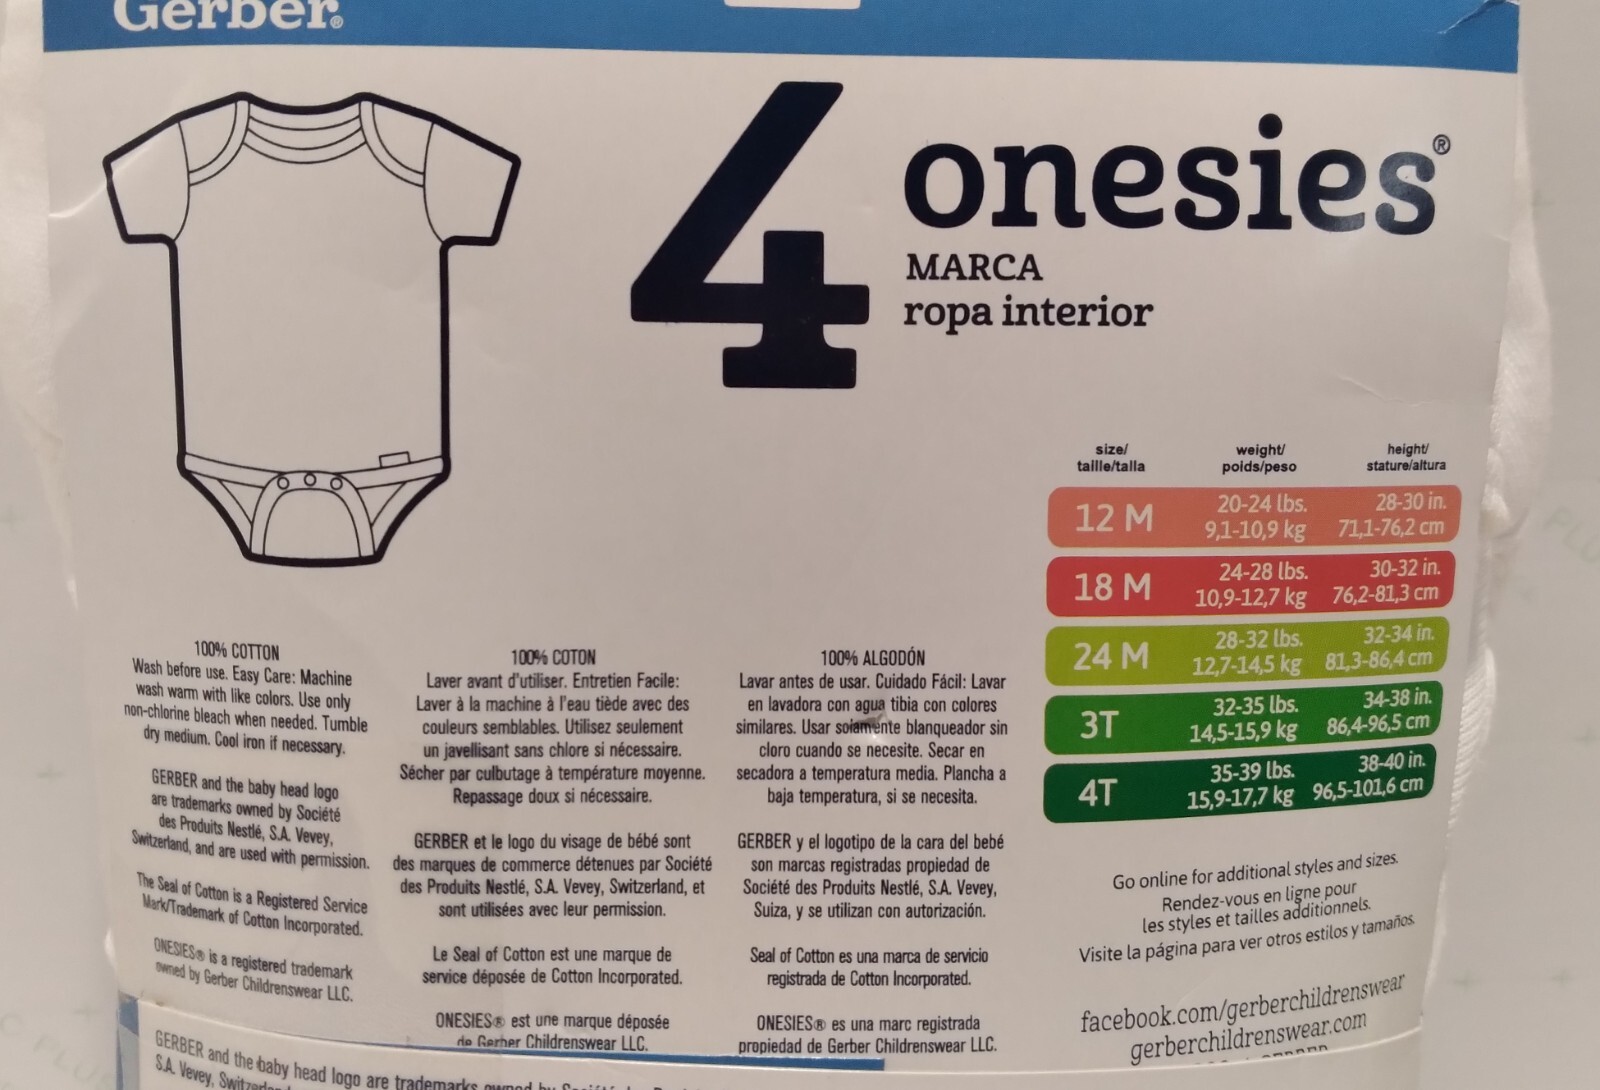 Gerber®
4 onesies®
MARCA
ropa interior
size/
taille/talla
weight/
poids/peso
height/
stature/altura
12 M
20-24 lbs.
9,1-10,9 kg
28-30 in.
71,1-76,2 cm
18 M
24-28 lbs.
10,9-12,7 kg
30-32 in.
76,2-81,3 cm
24 M
28-32 lbs.
12,7-14,5 kg
32-34 in.
81,3-86,4 cm
3T
32-35 lbs.
14,5-15,9 kg
34-38 in.
86,4-96,5 cm
4T
35-39 lbs.
15,9-17,7 kg
38-40 in.
96,5-101,6 cm
100% COTTON
Wash before use. Easy Care: Machine
wash warm with like colors. Use only
non-chlorine bleach when needed. Tumble
dry medium. Cool iron if necessary.
GERBER and the baby head logo
are trademarks owned by Société
des Produits Nestlé, S.A. Vevey,
Switzerland, and are used with permission.
The Seal of Cotton is a Registered Service
Mark/Trademark of Cotton Incorporated.
ONESIES® is a registered trademark
owned by Gerber Childrenswear LLC.
100% COTON
Laver avant d'utiliser. Entretien Facile:
Laver à la machine à l'eau tiède avec des
couleurs semblables. Utilisez seulement
un javellisant sans chlore si nécessaire.
Sécher par culbutage à température moyenne.
Repassage doux si nécessaire.
GERBER et le logo du visage de bébé sont
des marques de commerce détenues par Société
des Produits Nestlé, S.A. Vevey, Switzerland, et
sont utilisées avec leur permission.
Le Seal of Cotton est une marque de
service déposée de Cotton Incorporated.
ONESIES® est une marque déposée
de Gerber Childrenswear LLC.
100% ALGODÓN
Lavar antes de usar. Cuidado Fácil: Lavar
en lavadora con agua tibia con colores
similares. Usar solamente blanqueador sin
cloro cuando se necesite. Secar en
secadora a temperatura media. Plancha a
baja temperatura, si se necesita.
GERBER y el logotipo de la cara del bebé
son marcas registradas propiedad de
Société des Produits Nestlé, S.A. Vevey,
Suiza, y se utilizan con autorización.
Seal of Cotton es una marca de servicio
registrada de Cotton Incorporated.
ONESIES® es una marc registrada
propiedad de Gerber Childrenswear LLC.
Go online for additional styles and sizes.
Rendez-vous en ligne pour
les styles et tailles additionnels.
Visite la página para ver otros estilos y tamaños.
facebook.com/gerberchildrenswear
gerberchildrenswear.com
GERBER and the baby head logo are trademarks owned by
S.A. Vevey,